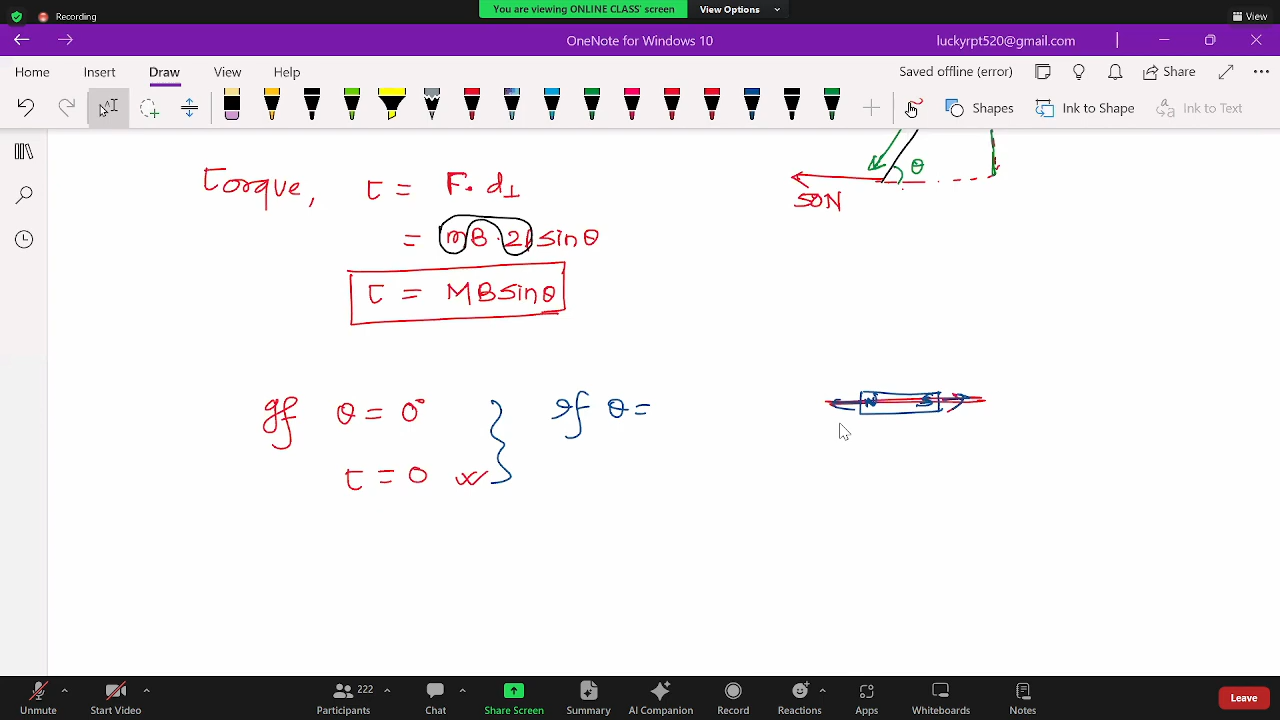 You are viewing ONLINE CLASS' screen
View Options
Recording
View
OneNote for Windows 10
luckyrpt520@gmail.com
Home
Insert
Draw
View
Help
Saved offline (error)
Share
Shapes
Ink to Shape
Ink to Text
θ
50N
Torque, τ = F. d⊥
= mB.2l sinθ
τ = MBsinθ
If θ = 0° If θ =
τ = 0
N S
Unmute
Start Video
222
Participants
Chat
Share Screen
Summary
AI Companion
Record
Reactions
Apps
Whiteboards
Notes
Leave